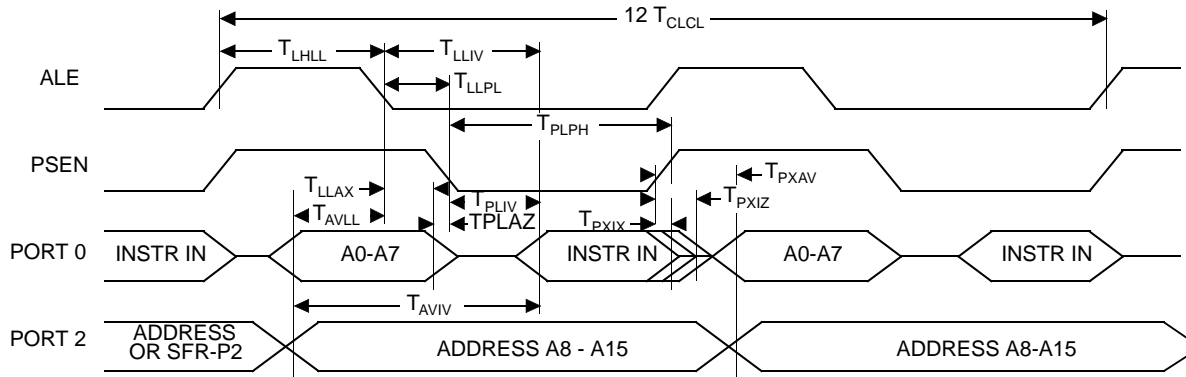 12 TCLCL
TLHLL TLLIV
ALE
TLLPL
TPLPH
PSEN
TLLAX TPLIV TPXAV
TAVLL TPLAZ TPXIX TPXIZ
PORT 0 INSTR IN A0-A7 INSTR IN A0-A7 INSTR IN
TAVIV
PORT 2 ADDRESS OR SFR-P2 ADDRESS A8 - A15 ADDRESS A8-A15